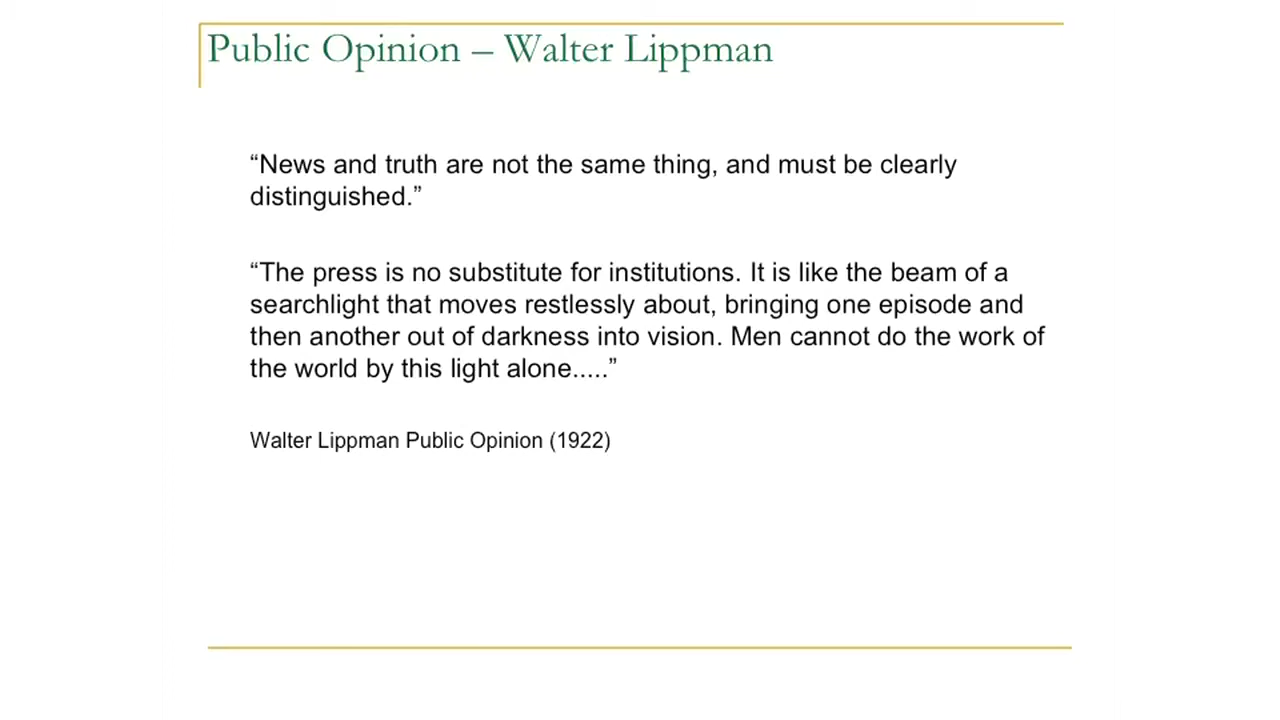 Public Opinion – Walter Lippman
“News and truth are not the same thing, and must be clearly
distinguished.”
“The press is no substitute for institutions. It is like the beam of a
searchlight that moves restlessly about, bringing one episode and
then another out of darkness into vision. Men cannot do the work of
the world by this light alone.....”
Walter Lippman Public Opinion (1922)